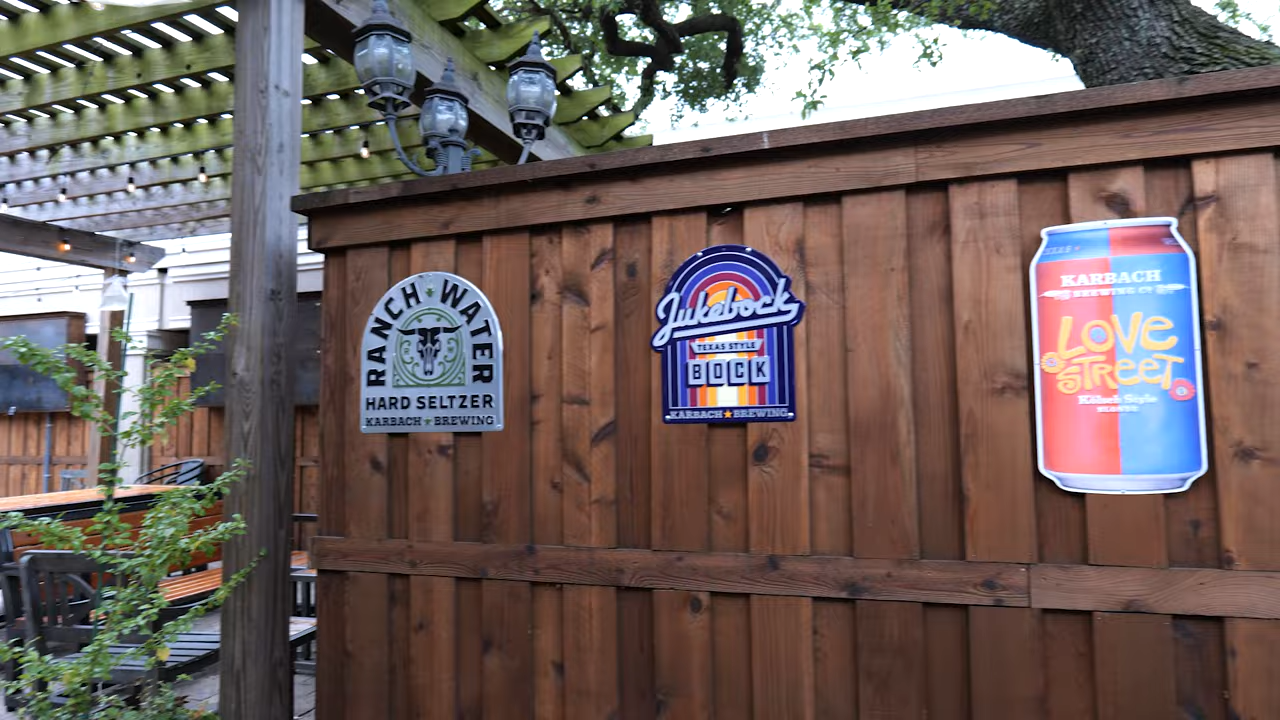 RANCH WATER
HARD SELTZER
KARBACH BREWING
Jukebock
TEXAS STYLE
BOCK
KARBACH★BREWING
KARBACH
BREWING CO
LOVE
STREET
Kölsch Style
BLONDE